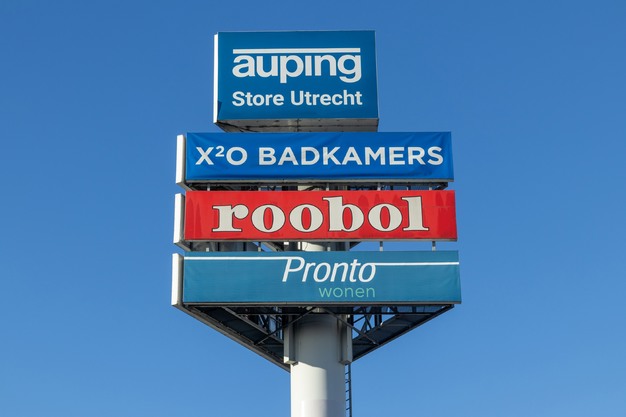 auping
Store Utrecht
X²O BADKAMERS
roobol
Pronto
wonen